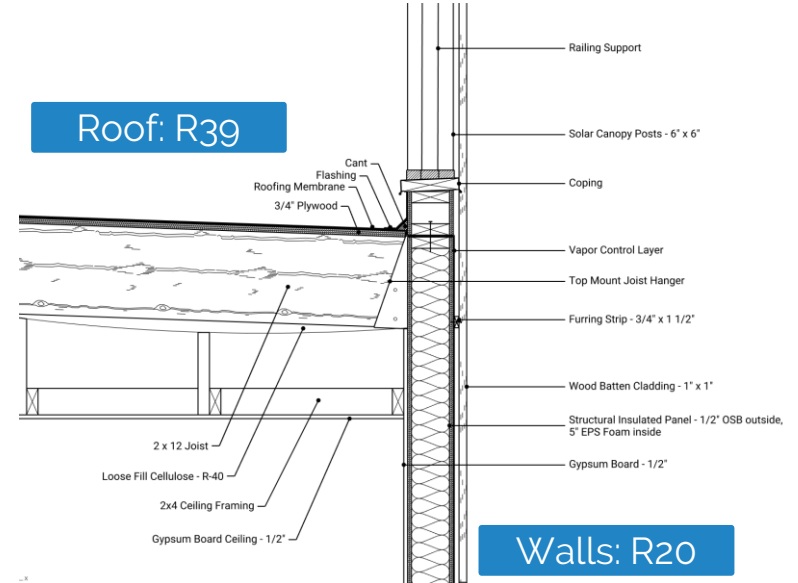 Roof: R39
Cant
Flashing
Roofing Membrane
3/4" Plywood
2 x 12 Joist
Loose Fill Cellulose - R-40
2x4 Ceiling Framing
Gypsum Board Ceiling - 1/2"
Railing Support
Solar Canopy Posts - 6" x 6"
Coping
Vapor Control Layer
Top Mount Joist Hanger
Furring Strip - 3/4" x 1 1/2"
Wood Batten Cladding - 1" x 1"
Structural Insulated Panel - 1/2" OSB outside,
5" EPS Foam inside
Gypsum Board - 1/2"
Walls: R20